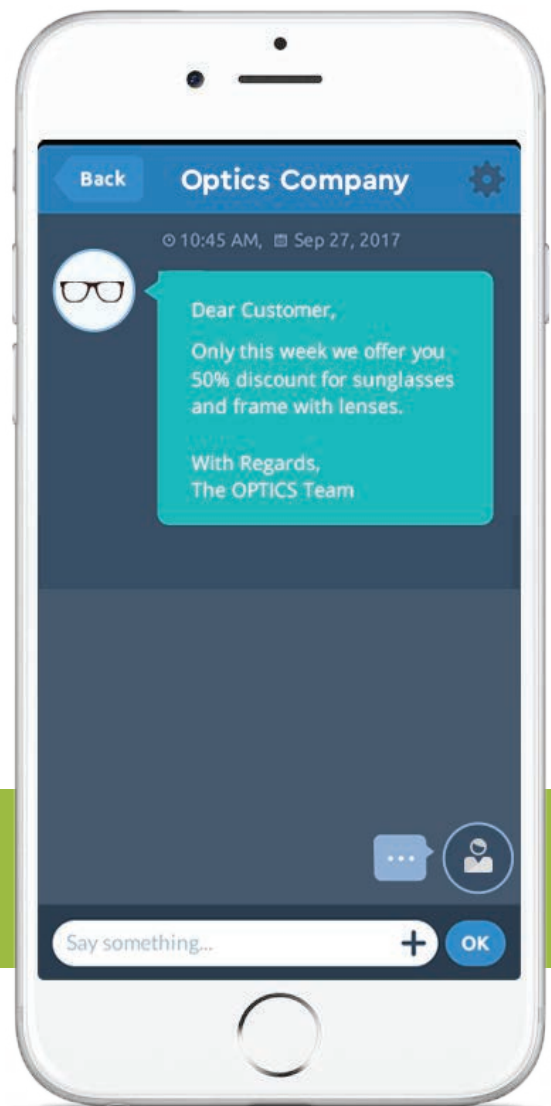 Back
Optics Company
10:45 AM, Sep 27, 2017
Dear Customer,
Only this week we offer you
50% discount for sunglasses
and frame with lenses.
With Regards,
The OPTICS Team
...
Say something...
+
OK